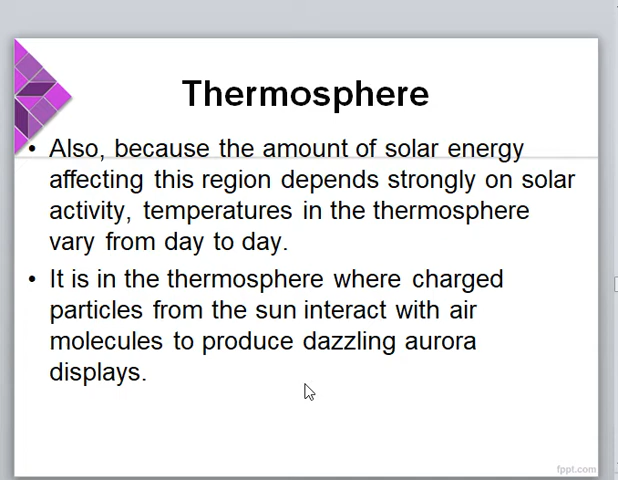 Thermosphere
• Also, because the amount of solar energy
affecting this region depends strongly on solar
activity, temperatures in the thermosphere
vary from day to day.
• It is in the thermosphere where charged
particles from the sun interact with air
molecules to produce dazzling aurora
displays.
fppt.com